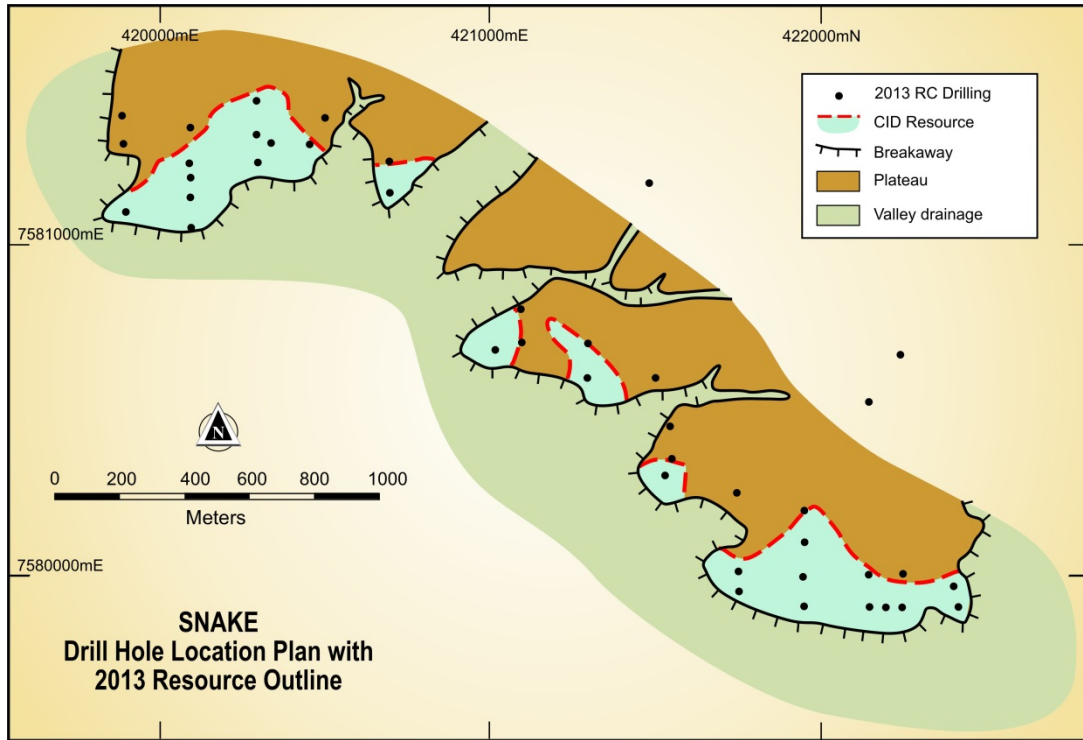 420000mE 421000mE 422000mN
2013 RC Drilling
CID Resource
Breakaway
Plateau
Valley drainage
7581000mE
N
0 200 400 600 800 1000
Meters
7580000mE
SNAKE
Drill Hole Location Plan with
2013 Resource Outline